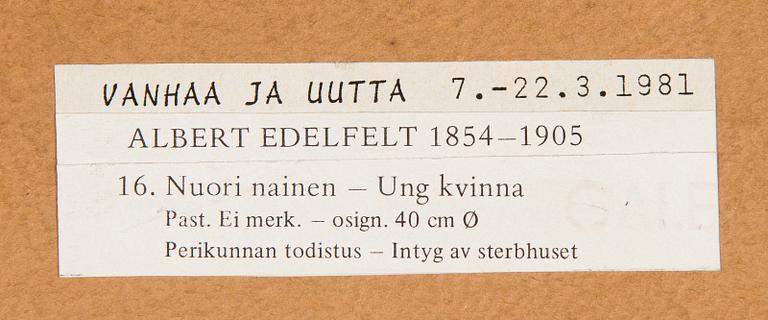 VANHAA JA UUTTA 7.-22.3.1981
ALBERT EDELFELT 1854–1905
16. Nuori nainen – Ung kvinna
Past. Ei merk. – osign. 40 cm Ø
Perikunnan todistus – Intyg av sterbhuset